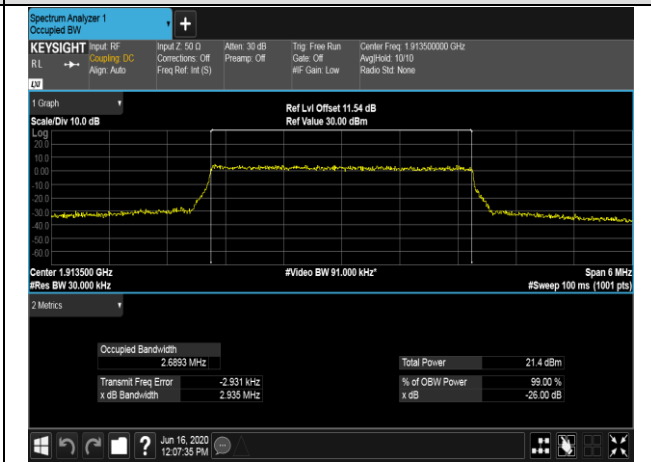 Spectrum Analyzer 1
Occupied BW
+
KEYSIGHT Input: RF Input Z: 50 Ω Atten: 30 dB Trig: Free Run Center Freq: 1.913500000 GHz
RL Coupling: DC Corrections: Off Preamp: Off Gate: Off Avg|Hold: 10/10
Align: Auto Freq Ref: Int (S) #IF Gain: Low Radio Std: None
LXI
1 Graph Ref Lvl Offset 11.54 dB
Scale/Div 10.0 dB Ref Value 30.00 dBm
Log
20.0
10.0
0.00
-10.0
-20.0
-30.0
-40.0
-50.0
-60.0
Center 1.913500 GHz #Video BW 91.000 kHz* Span 6 MHz
#Res BW 30.000 kHz #Sweep 100 ms (1001 pts)
2 Metrics
Occupied Bandwidth
2.6893 MHz Total Power 21.4 dBm
Transmit Freq Error -2.931 kHz % of OBW Power 99.00 %
x dB Bandwidth 2.935 MHz x dB -26.00 dB
? Jun 16, 2020
12:07:35 PM